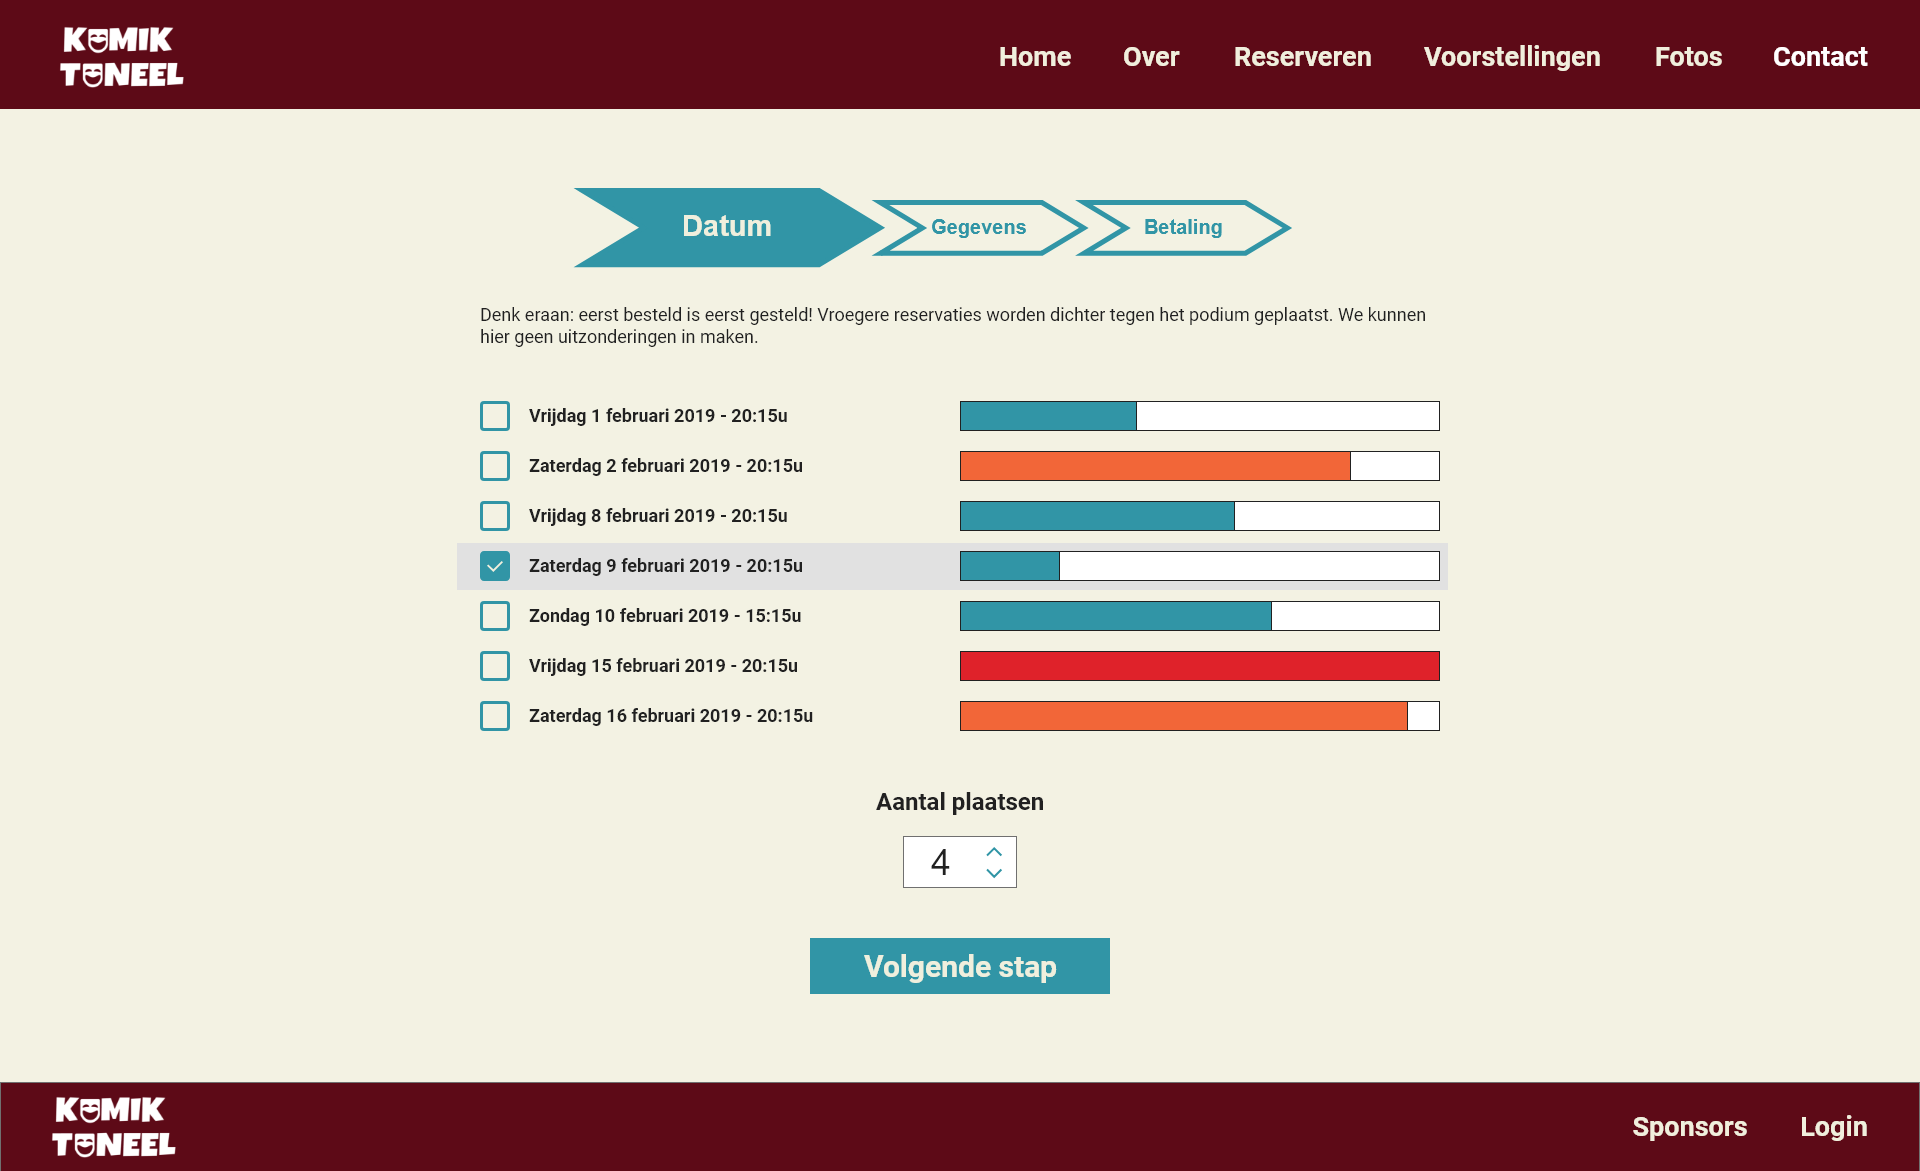 KOMIK
TONEEL
Home Over Reserveren Voorstellingen Fotos Contact
Datum Gegevens Betaling
Denk eraan: eerst besteld is eerst gesteld! Vroegere reservaties worden dichter tegen het podium geplaatst. We kunnen
hier geen uitzonderingen in maken.
Vrijdag 1 februari 2019 - 20:15u
Zaterdag 2 februari 2019 - 20:15u
Vrijdag 8 februari 2019 - 20:15u
Zaterdag 9 februari 2019 - 20:15u
Zondag 10 februari 2019 - 15:15u
Vrijdag 15 februari 2019 - 20:15u
Zaterdag 16 februari 2019 - 20:15u
Aantal plaatsen
4
Volgende stap
KOMIK
TONEEL
Sponsors Login